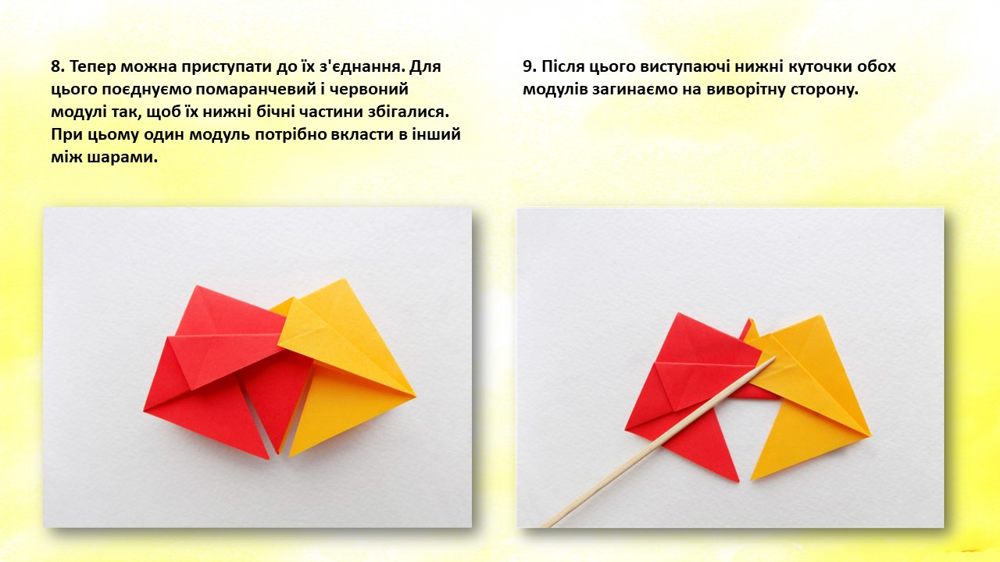 8. Тепер можна приступати до їх з'єднання. Для
цього поєднуємо помаранчевий і червоний
модулі так, щоб їх нижні бічні частини збігалися.
При цьому один модуль потрібно вкласти в інший
між шарами.
9. Після цього виступаючі нижні куточки обох
модулів загинаємо на виворітну сторону.